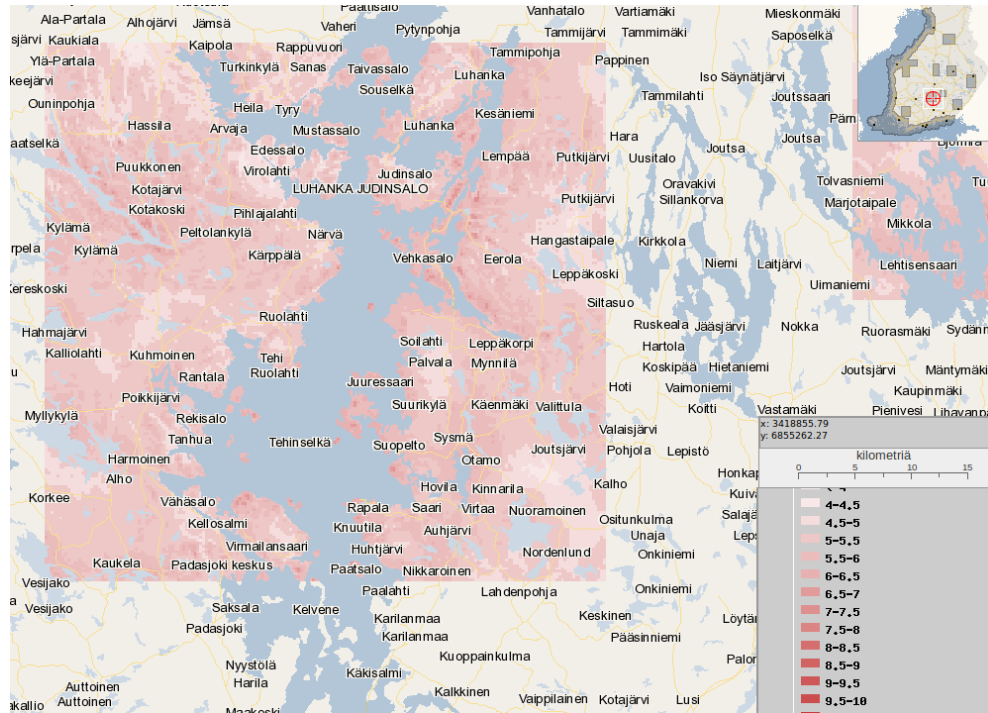 Ala-Partala
Alhojärvi
Jämsä
Vaheri
Pytynpohja
Vanhatalo
Vartiamäki
Mieskonmäki
Kaukiala
Kaipola
Rappuvuori
Tammipohja
Tammijärvi
Tammimäki
Saposelkä
Ylä-Partala
Turkinkylä
Sanas
Taivassalo
Luhanka
Pappinen
Iso Säynätjärvi
Souselkä
Tammilahti
Joutssaari
Ouninpohja
Heila
Tyry
Kesäniemi
Hassila
Arvaja
Mustassalo
Luhanka
Hara
Joutsa
Edessalo
Lempää
Putkijärvi
Uusitalo
Joutsa
Puukkonen
Virolahti
Judinsalo
Oravakivi
Tolvasniemi
Kotajärvi
LUHANKA JUDINSALO
Putkijärvi
Sillankorva
Marjotaipale
Kotakoski
Pihlajalahti
Mikkola
Kylämä
Peltolankylä
Närvä
Hangastaipale
Kirkkola
Kylämä
Kärppälä
Vehkasalo
Eerola
Leppäkoski
Niemi
Laitjärvi
Lehtisensaari
Uimaniemi
Siltasuo
Ruolahti
Ruskeala
Jääsjärvi
Nokka
Ruorasmäki
Hahmajärvi
Soilahti
Leppäkorpi
Hartola
Kalliolahti
Kuhmoinen
Tehi
Palvala
Mynnilä
Koskipää
Hietaniemi
Joutsjärvi
Mäntymäki
Rantala
Ruolahti
Juuressaari
Hoti
Vaimoniemi
Kaupinmäki
Poikkijärvi
Suurikylä
Käenmäki
Valittula
Koitti
Vastamäki
Pienivesi
Myllykylä
Rekisalo
Valaisjärvi
x: 3418855.79
y: 6855262.27
Tanhua
Tehinselkä
Suopelto
Sysmä
Joutsjärvi
Pohjola
Lepistö
kilometriä
Harmoinen
Otamo
0 5 10 15
Alho
Hovila
Kinnarila
Kalho
Korkee
Vähäsalo
Rapala
Saari
Virtaa
Nuoramoinen
4-4.5
Kellosalmi
Knuutila
Auhjärvi
Ositunkulma
4.5-5
Unaja
5-5.5
Virmailansaari
Huhtjärvi
Nordenlund
Onkiniemi
5.5-6
Kaukela
Padasjoki keskus
Paatsalo
Nikkaroinen
6-6.5
Vesijako
Paalahti
Lahdenpohja
Onkiniemi
6.5-7
Vesijako
Saksala
Kelvene
Karilanmaa
Keskinen
7-7.5
Padasjoki
Karilanmaa
Pääsinniemi
7.5-8
Kuoppainkulma
8-8.5
Nyystölä
Käkisalmi
8.5-9
Auttoinen
Harila
Kalkkinen
9-9.5
Auttoinen
Vaippilainen
Kotajärvi
Lusi
9.5-10